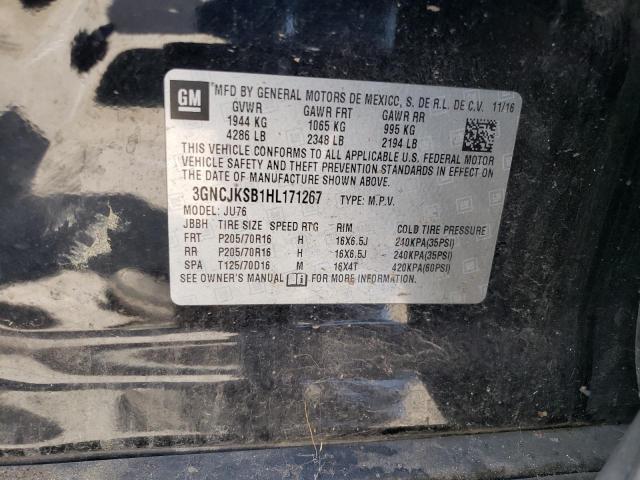 GM MFD BY GENERAL MOTORS DE MEXICO, S. DE R.L. DE C.V. 11/16
GVWR GAWR FRT GAWR RR
1944 KG 1065 KG 995 KG
4286 LB 2348 LB 2194 LB
THIS VEHICLE CONFORMS TO ALL APPLICABLE U.S. FEDERAL MOTOR
VEHICLE SAFETY AND THEFT PREVENTION STANDARDS IN EFFECT ON
THE DATE OF MANUFACTURE SHOWN ABOVE.
3GNCJKSB1HL171267 TYPE: M.P.V.
MODEL: JU76
JBBH TIRE SIZE SPEED RTG RIM COLD TIRE PRESSURE
FRT P205/70R16 H 16X6.5J 240KPA(35PSI)
RR P205/70R16 H 16X6.5J 240KPA(35PSI)
SPA T125/70D16 M 16X4T 420KPA(60PSI)
SEE OWNER'S MANUAL FOR MORE INFORMATION.